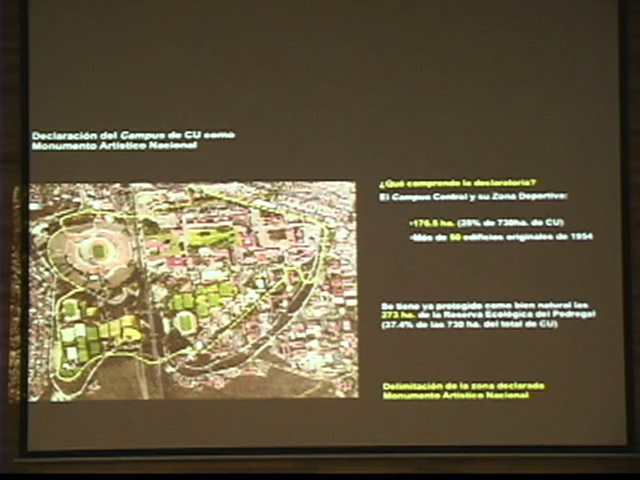 Declaración del Campus de CU como
Monumento Artístico Nacional
¿Qué comprende la declaratoria?
El Campus Central y su Zona Deportiva:
-176.5 ha. (25% de 730ha. de CU)
-Más de 50 edificios originales de 1954
Se tiene ya protegido como bien natural las
273 ha. de la Reserva Ecológica del Pedregal
(37.4% de las 730 ha. del total de CU)
Delimitación de la zona declarada
Monumento Artístico Nacional